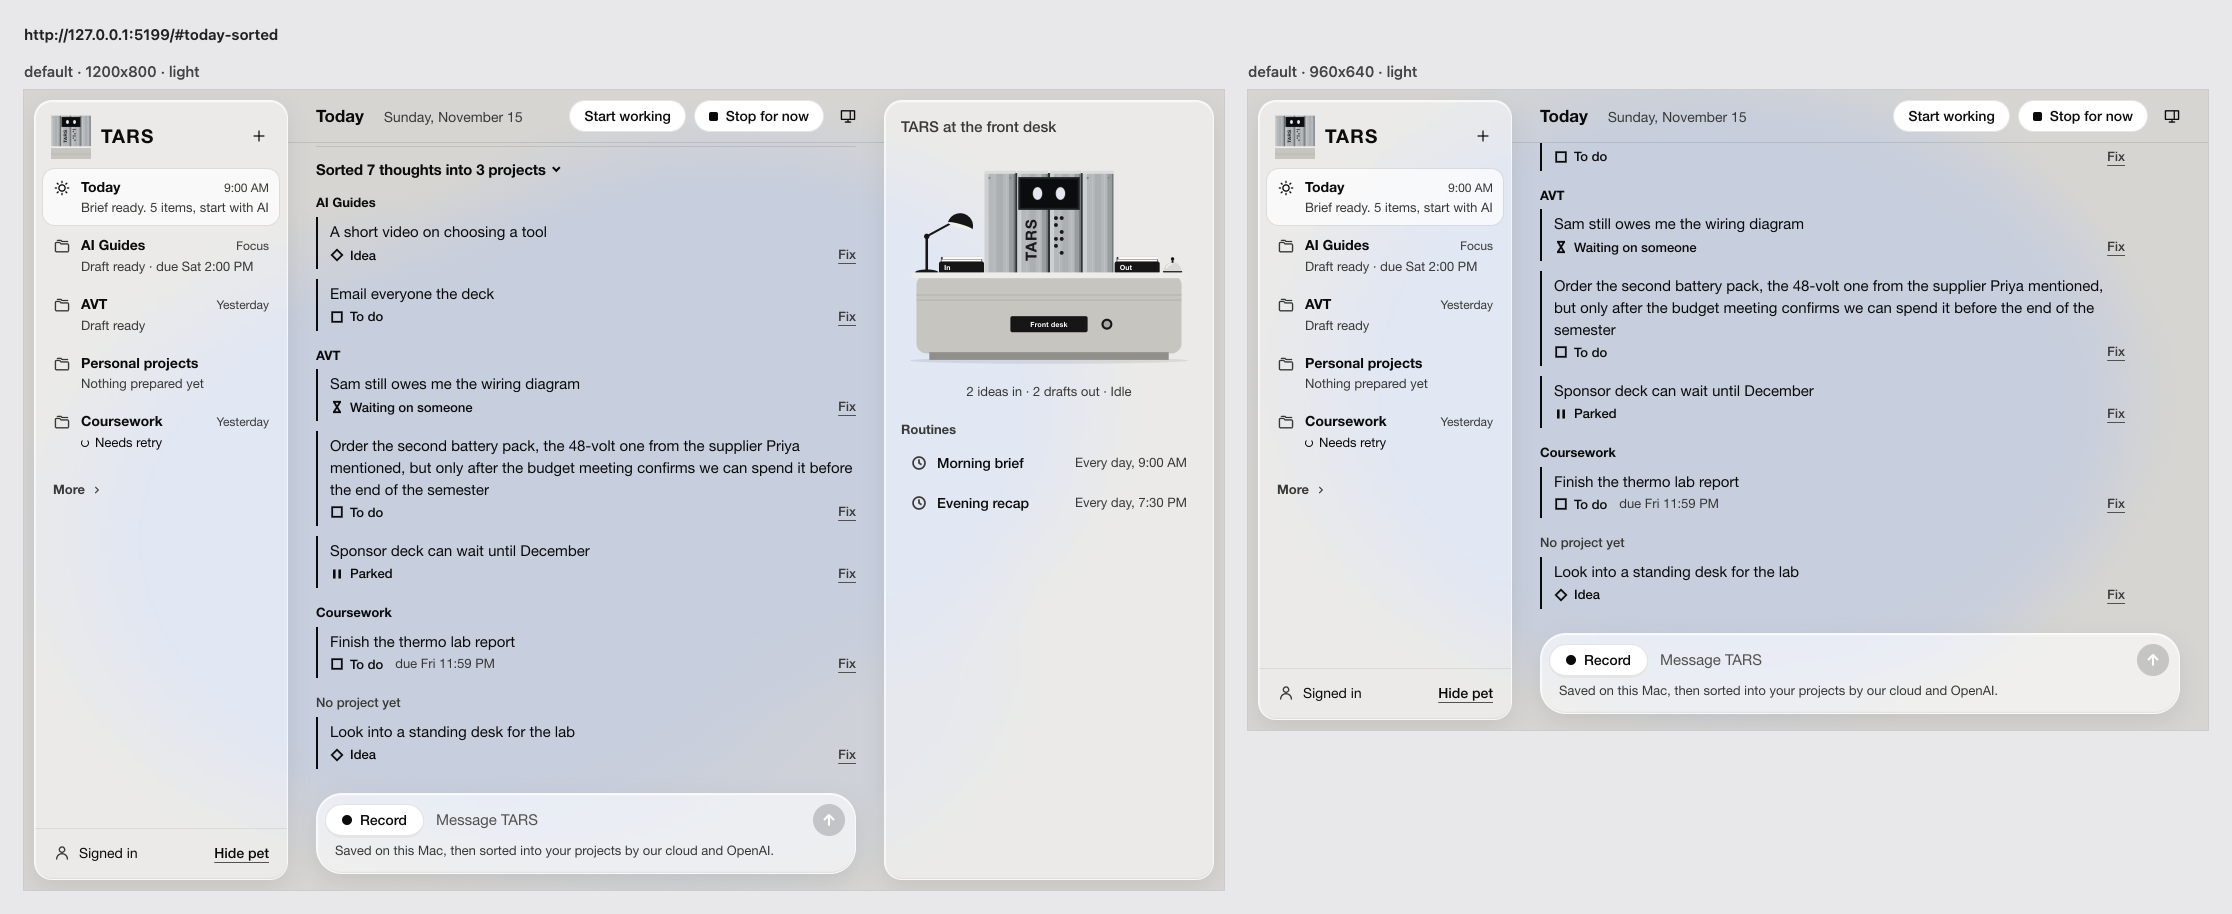 http://127.0.0.1:5199/#today-sorted
default · 1200x800 · light
TARS
TARS
Today 9:00 AM
Brief ready. 5 items, start with AI
AI Guides Focus
Draft ready · due Sat 2:00 PM
AVT Yesterday
Draft ready
Personal projects
Nothing prepared yet
Coursework Yesterday
Needs retry
More
Signed in Hide pet
Today Sunday, November 15 Start working Stop for now
Sorted 7 thoughts into 3 projects
AI Guides
A short video on choosing a tool
Idea Fix
Email everyone the deck
To do Fix
AVT
Sam still owes me the wiring diagram
Waiting on someone Fix
Order the second battery pack, the 48-volt one from the supplier Priya
mentioned, but only after the budget meeting confirms we can spend it before
the end of the semester
To do Fix
Sponsor deck can wait until December
Parked Fix
Coursework
Finish the thermo lab report
To do due Fri 11:59 PM Fix
No project yet
Look into a standing desk for the lab
Idea Fix
Record Message TARS
Saved on this Mac, then sorted into your projects by our cloud and OpenAI.
TARS at the front desk
TARS
In Out
Front desk
2 ideas in · 2 drafts out · Idle
Routines
Morning brief Every day, 9:00 AM
Evening recap Every day, 7:30 PM
default · 960x640 · light
TARS
TARS
Today 9:00 AM
Brief ready. 5 items, start with AI
AI Guides Focus
Draft ready · due Sat 2:00 PM
AVT Yesterday
Draft ready
Personal projects
Nothing prepared yet
Coursework Yesterday
Needs retry
More
Signed in Hide pet
Today Sunday, November 15 Start working Stop for now
To do Fix
AVT
Sam still owes me the wiring diagram
Waiting on someone Fix
Order the second battery pack, the 48-volt one from the supplier Priya mentioned,
but only after the budget meeting confirms we can spend it before the end of the
semester
To do Fix
Sponsor deck can wait until December
Parked Fix
Coursework
Finish the thermo lab report
To do due Fri 11:59 PM Fix
No project yet
Look into a standing desk for the lab
Idea Fix
Record Message TARS
Saved on this Mac, then sorted into your projects by our cloud and OpenAI.